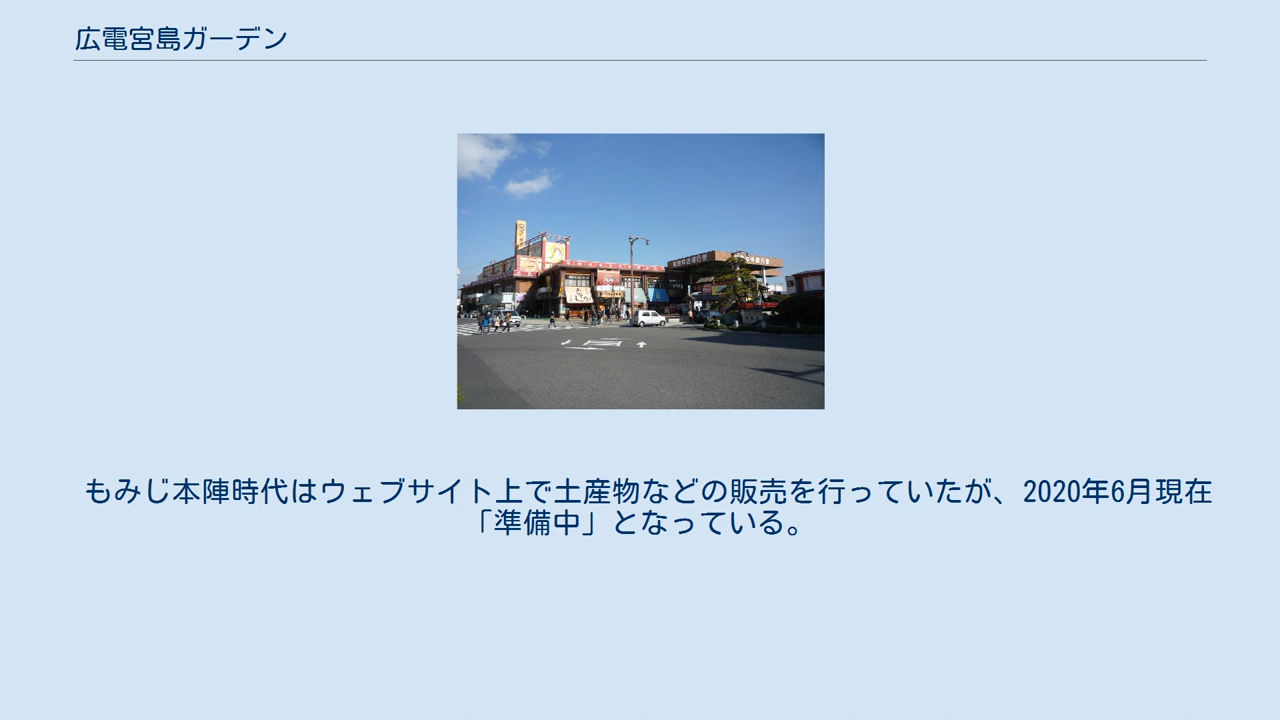 広電宮島ガーデン
もみじ本陣時代はウェブサイト上で土産物などの販売を行っていたが、2020年6月現在
「準備中」となっている。